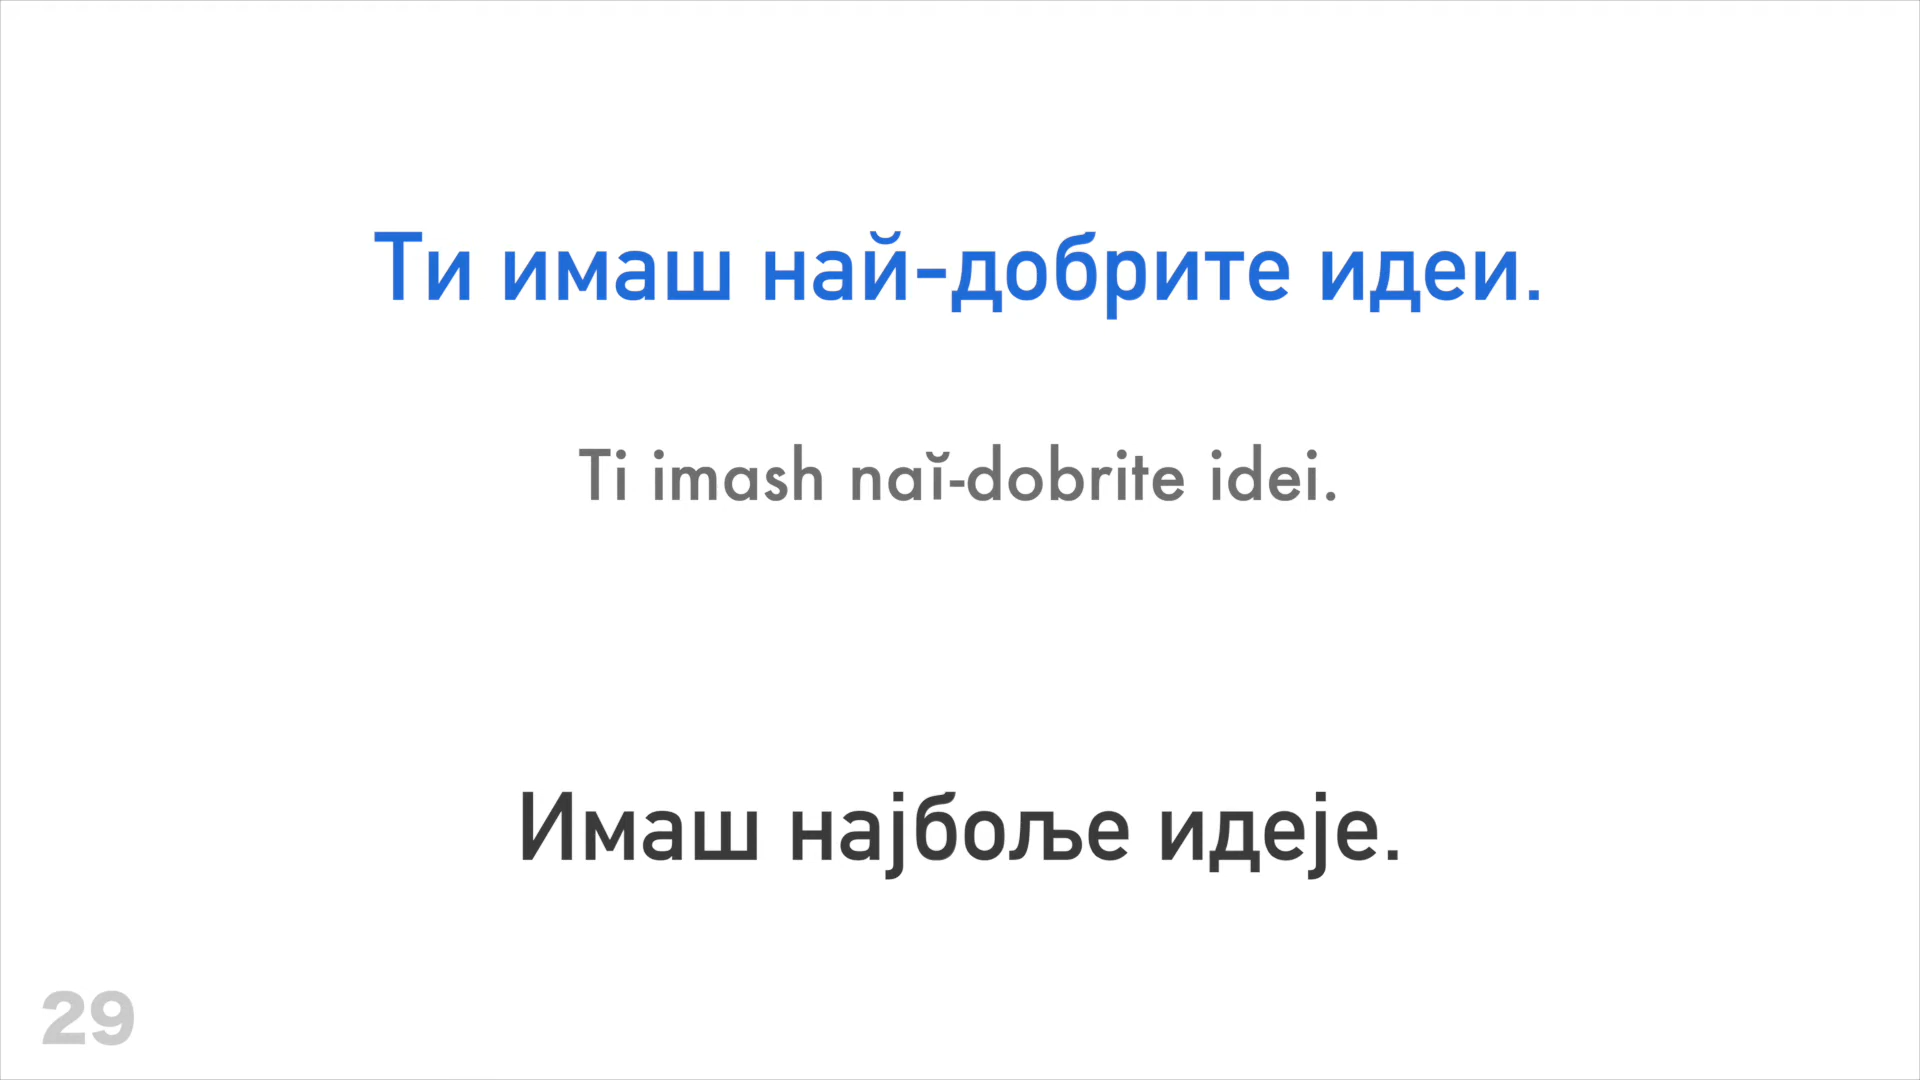 Ти имаш най-добрите идеи.
Ti imash naĭ-dobrite idei.
Имаш најбоље идеје.
29